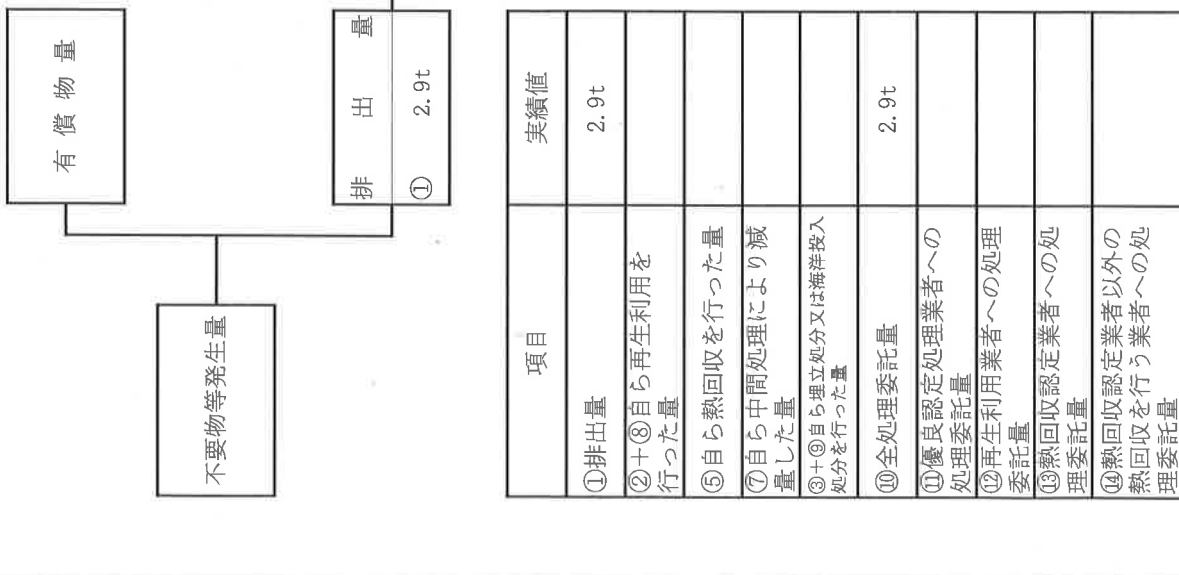 有償物量
不要物等発生量
排出量
① 2.9t
項目 実績値
①排出量 2.9t
②+⑧自ら再生利用を
行った量
⑤自ら熱回収を行った量
⑦自ら中間処理により減
量した量
③+⑨自ら埋立処分又は海洋投入
処分を行った量
⑩全処理委託量 2.9t
⑪優良認定処理業者への
処理委託量
⑫再生利用業者への処理
委託量
⑬熱回収認定業者への処
理委託量
⑭熱回収認定業者以外の
熱回収を行う業者への処
理委託量